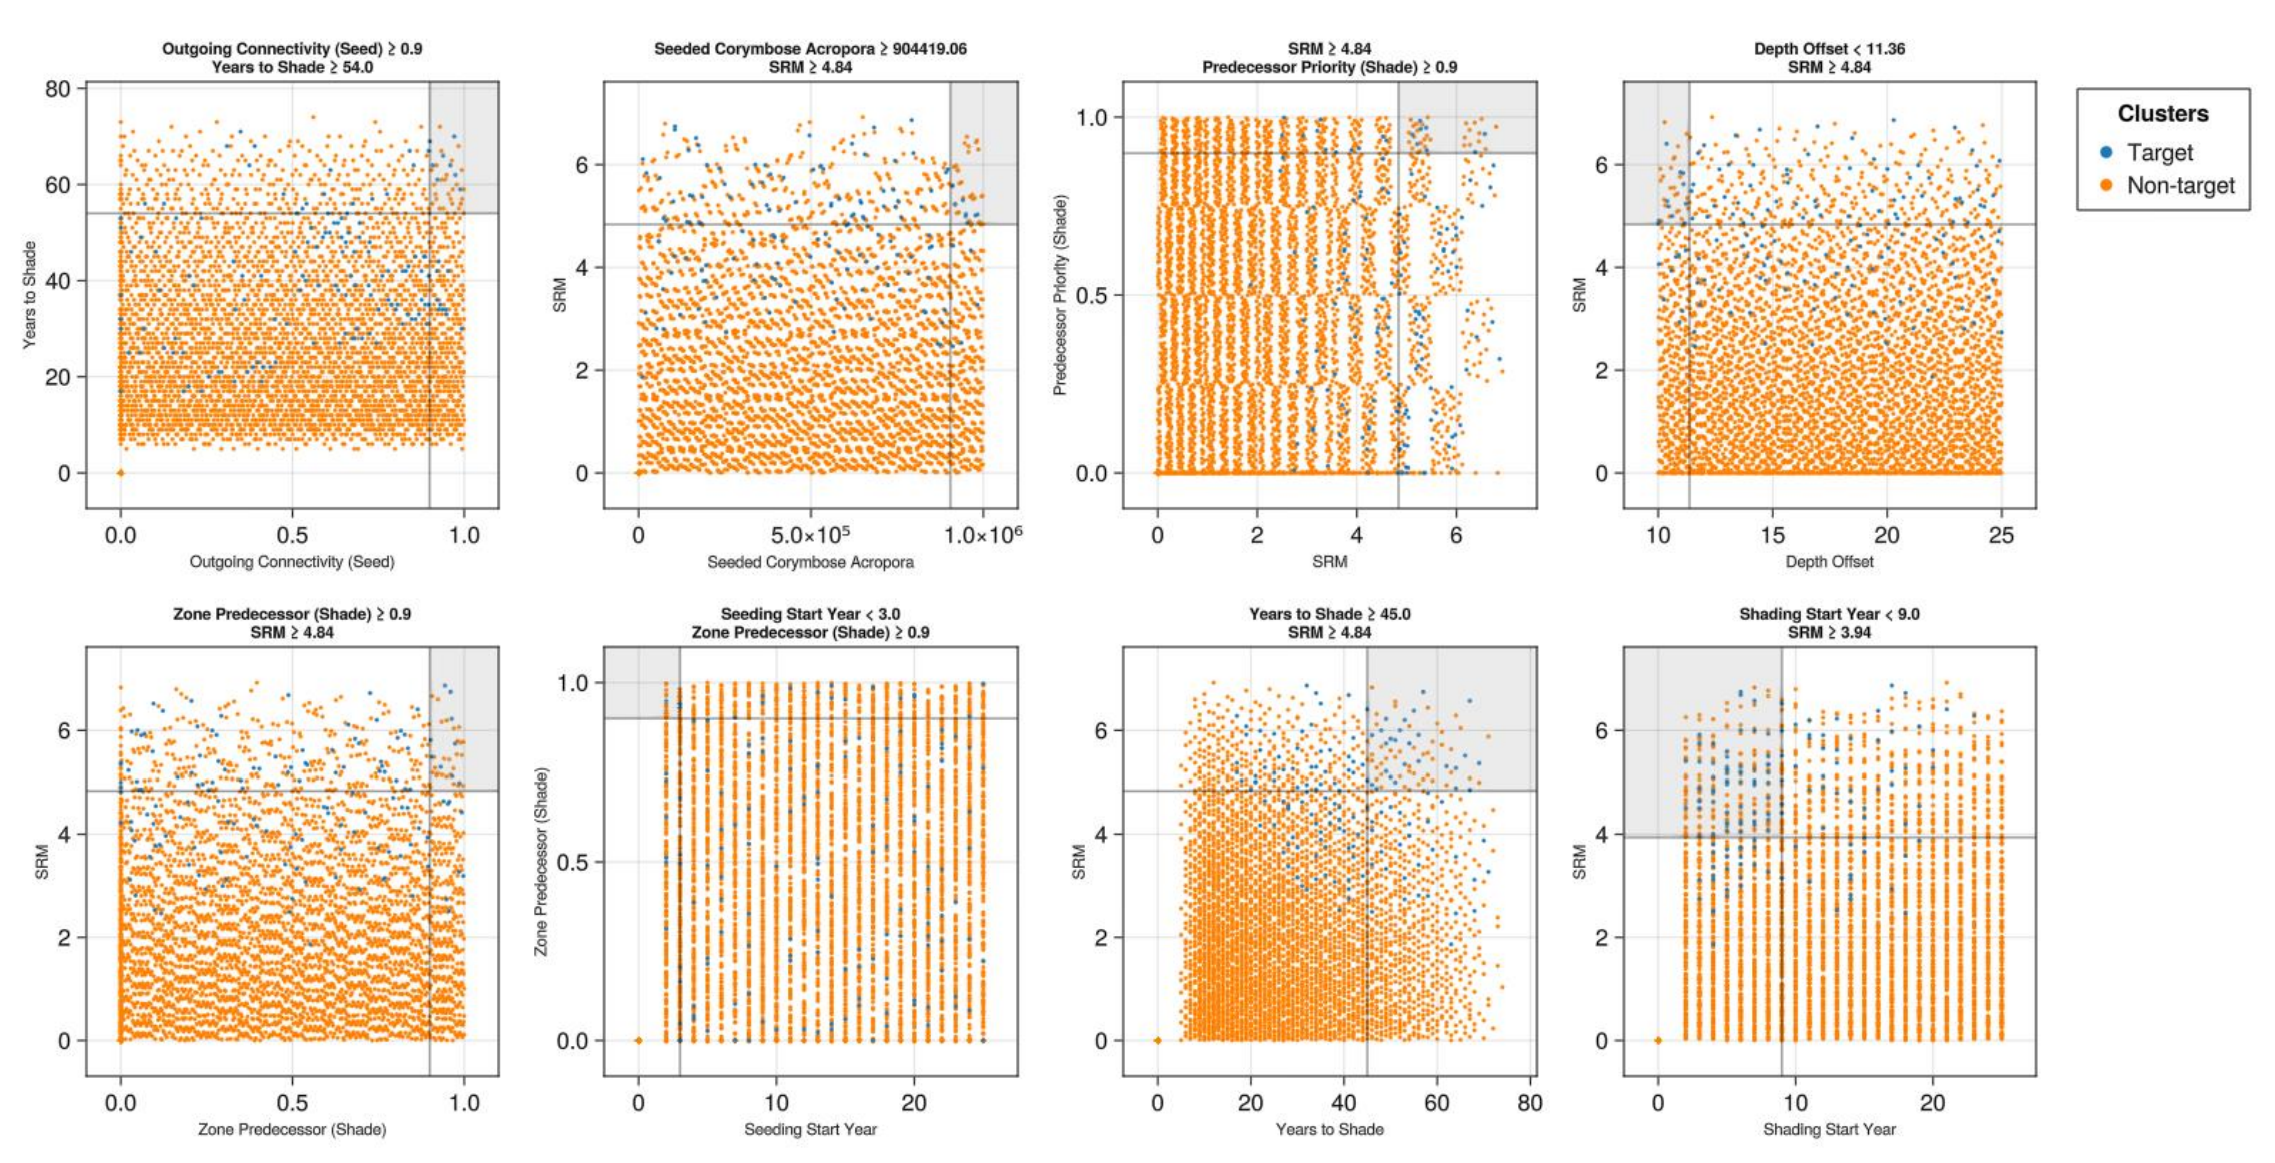 Outgoing Connectivity (Seed) ≥ 0.9
Years to Shade ≥ 54.0
80
60
40
20
0
Years to Shade
0.0
0.5
1.0
Outgoing Connectivity (Seed)
Seeded Corymbose Acropora ≥ 904419.06
SRM ≥ 4.84
6
4
2
0
SRM
0
5.0×10⁵
1.0×10⁶
Seeded Corymbose Acropora
SRM ≥ 4.84
Predecessor Priority (Shade) ≥ 0.9
1.0
0.5
0.0
Predecessor Priority (Shade)
0
2
4
6
SRM
Depth Offset < 11.36
SRM ≥ 4.84
6
4
2
0
SRM
10
15
20
25
Depth Offset
Clusters
Target
Non-target
Zone Predecessor (Shade) ≥ 0.9
SRM ≥ 4.84
6
4
2
0
SRM
0.0
0.5
1.0
Zone Predecessor (Shade)
Seeding Start Year < 3.0
Zone Predecessor (Shade) ≥ 0.9
1.0
0.5
0.0
Zone Predecessor (Shade)
0
10
20
Seeding Start Year
Years to Shade ≥ 45.0
SRM ≥ 4.84
6
4
2
0
SRM
0
20
40
60
80
Years to Shade
Shading Start Year < 9.0
SRM ≥ 3.94
6
4
2
0
SRM
0
10
20
Shading Start Year